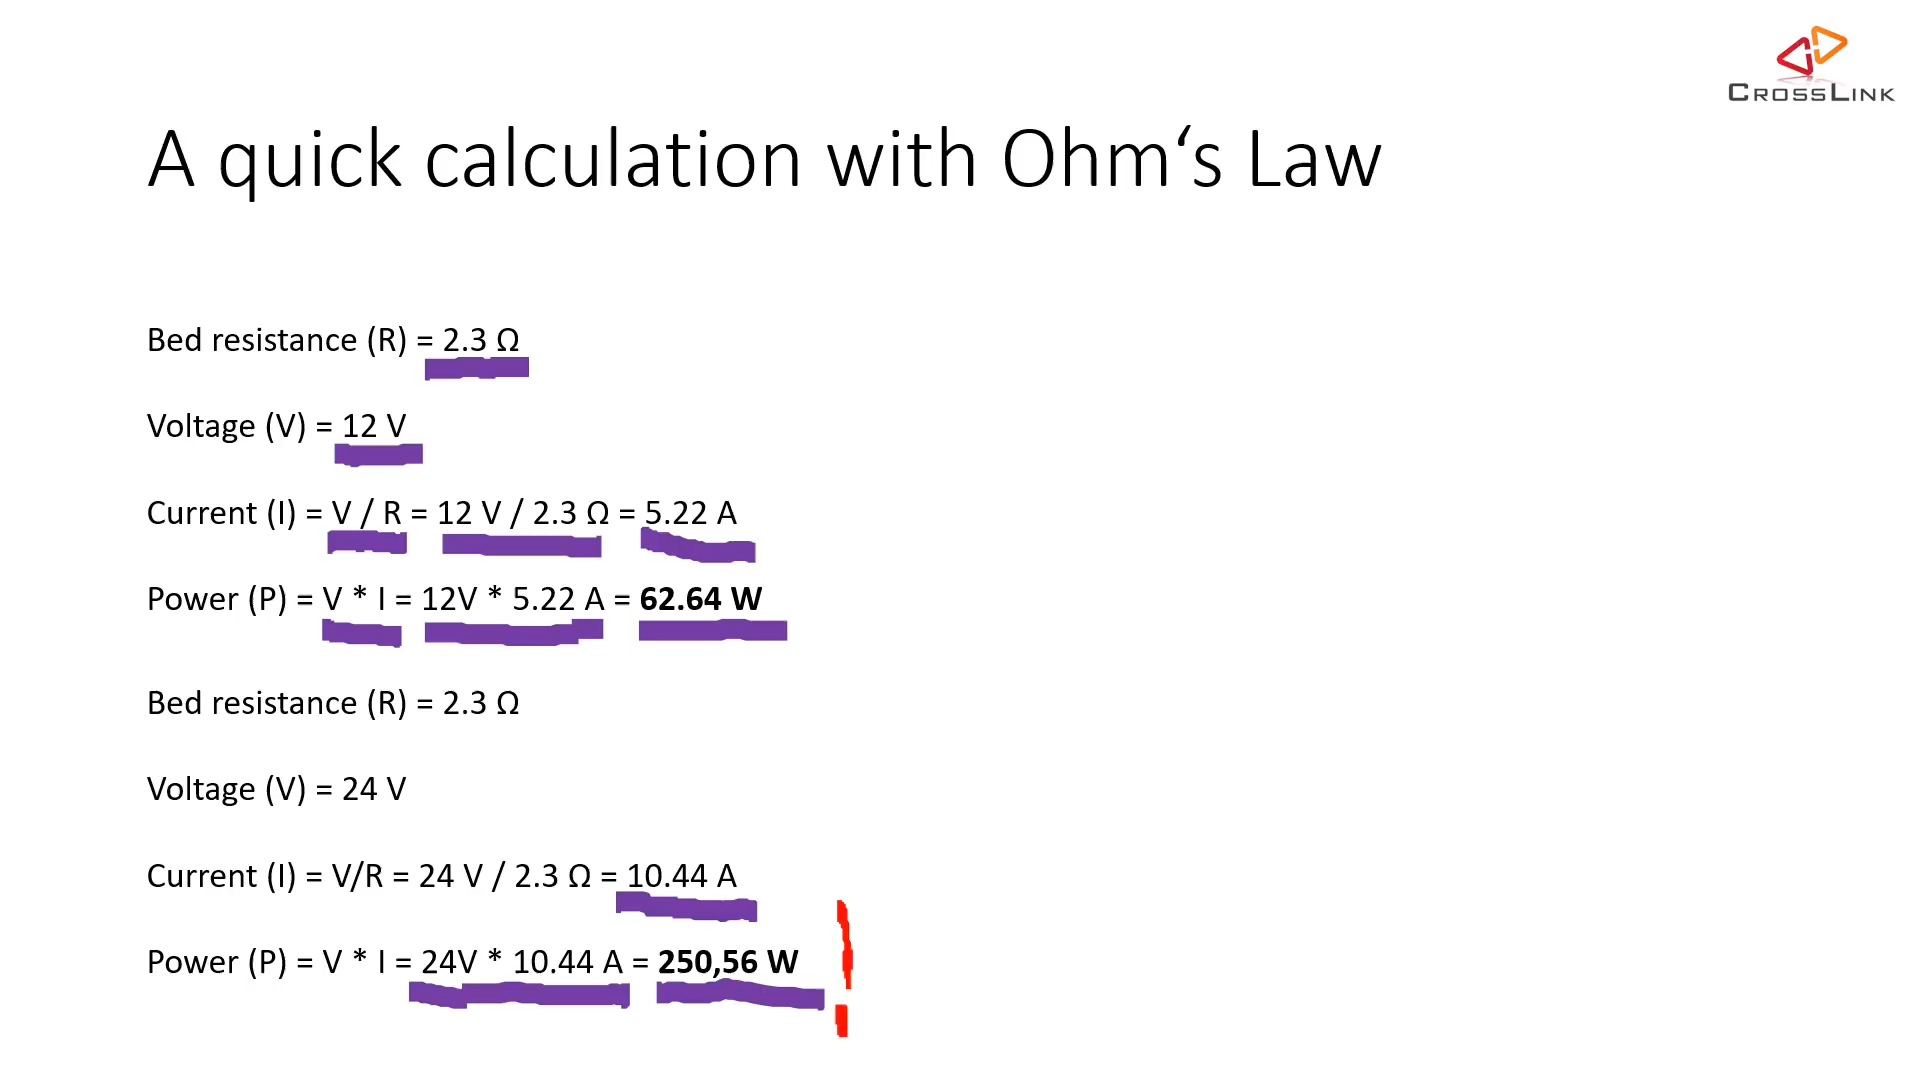 CROSSLINK
A quick calculation with Ohm‘s Law
Bed resistance (R) = 2.3 Ω
Voltage (V) = 12 V
Current (I) = V / R = 12 V / 2.3 Ω = 5.22 A
Power (P) = V * I = 12V * 5.22 A = 62.64 W
Bed resistance (R) = 2.3 Ω
Voltage (V) = 24 V
Current (I) = V/R = 24 V / 2.3 Ω = 10.44 A
Power (P) = V * I = 24V * 10.44 A = 250,56 W !